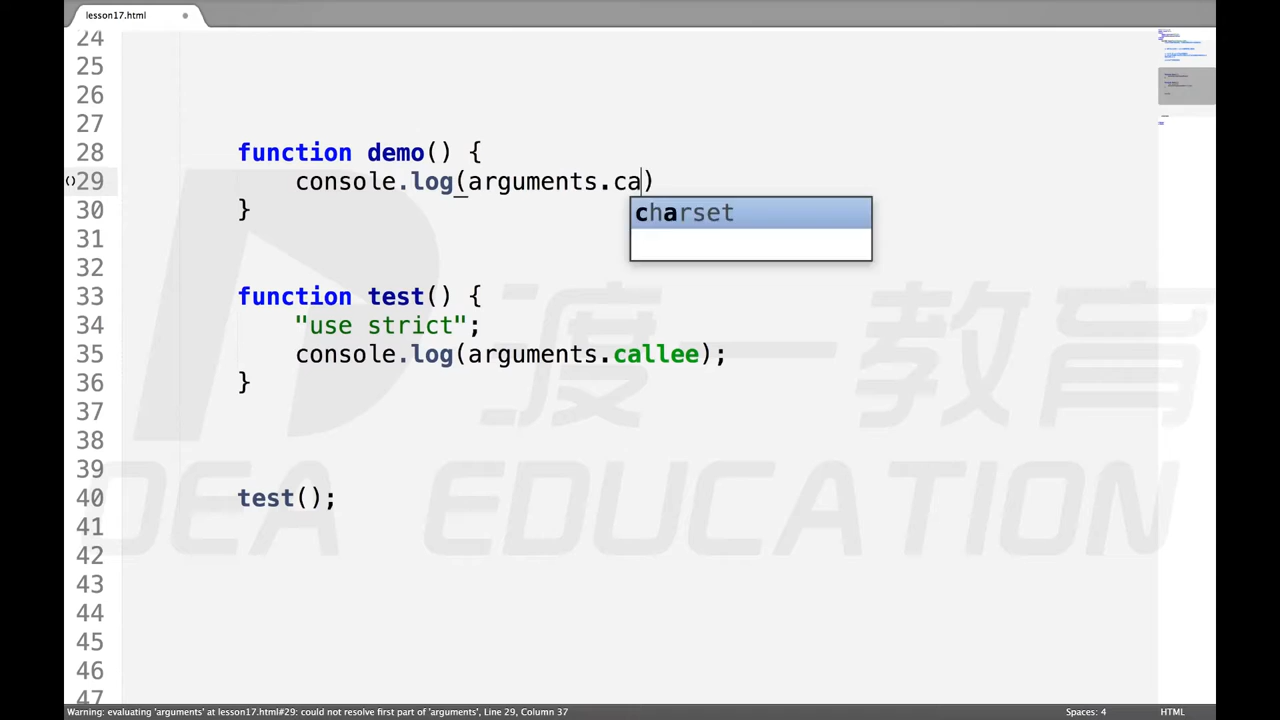 lesson17.html
24
25
26
27
28 function demo() {
29 console.log(arguments.ca)
charset
30 }
31
32
33 function test() {
34 "use strict";
35 console.log(arguments.callee);
36 }
37
38
39
40 test();
41
42
43
44
45
46
47
渡一教育
IDEA EDUCATION
Warning: evaluating 'arguments' at lesson17.html#29: could not resolve first part of 'arguments', Line 29, Column 37
Spaces: 4
HTML